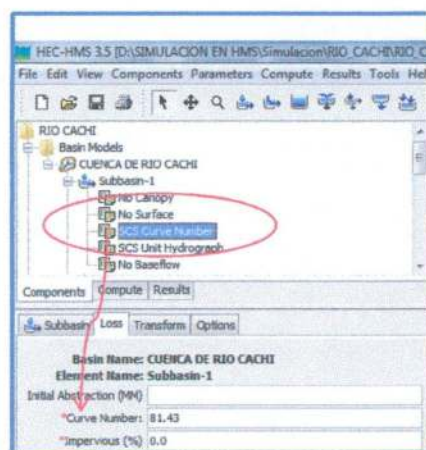 HEC-HMS 3.5 [D:\SIMULACION EN HMS\Simulacion\RIO_CACHI\RIO_C
File Edit View Components Parameters Compute Results Tools Hel
RIO CACHI
Basin Models
CUENCA DE RIO CACHI
Subbasin-1
No Canopy
No Surface
SCS Curve Number
SCS Unit Hydrograph
No Baseflow
Components Compute Results
Subbasin Loss Transform Options
Basin Name: CUENCA DE RIO CACHI
Element Name: Subbasin-1
Initial Abstraction (MM)
*Curve Number: 81.43
*Impervious (%) 0.0